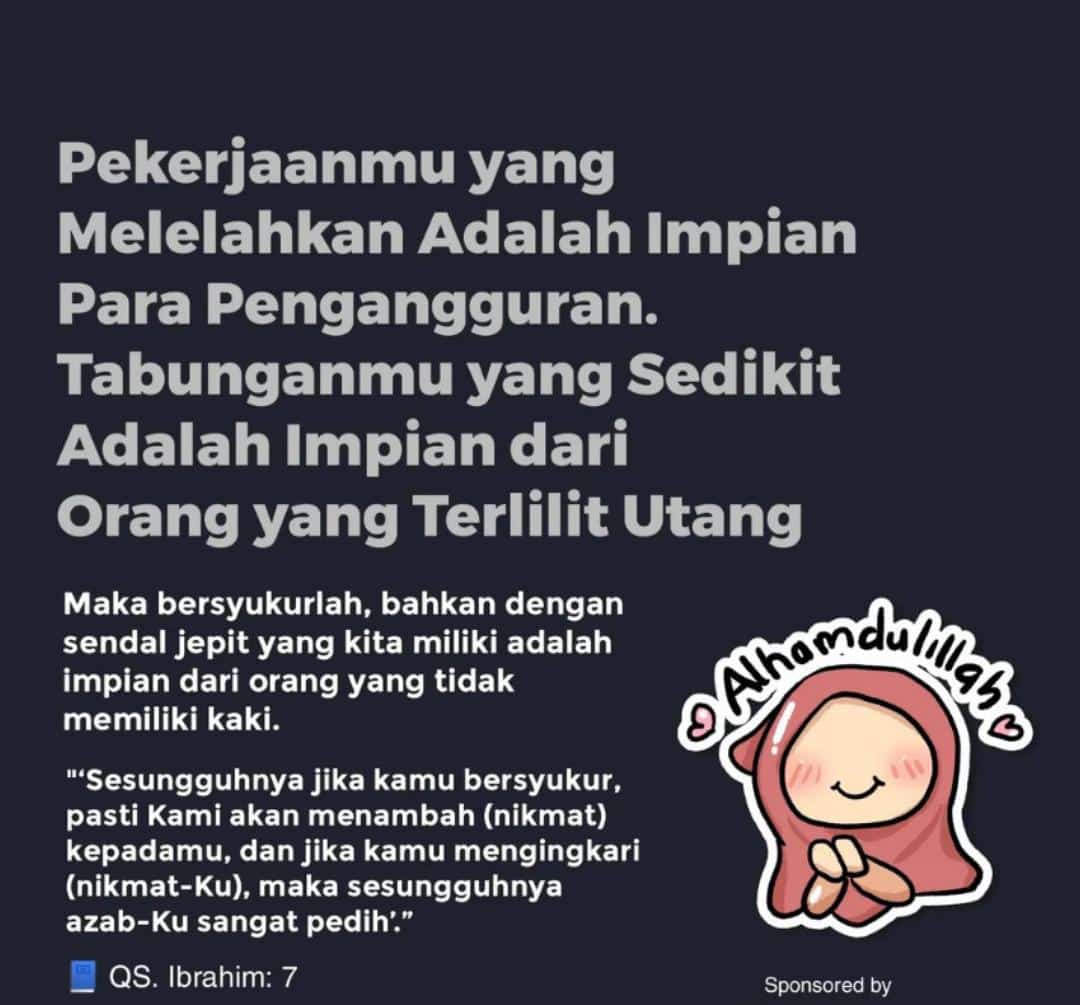 Pekerjaanmu yang
Melelahkan Adalah Impian
Para Pengangguran.
Tabunganmu yang Sedikit
Adalah Impian dari
Orang yang Terlilit Utang
Maka bersyukurlah, bahkan dengan
sendal jepit yang kita miliki adalah
impian dari orang yang tidak
memiliki kaki.
"‘Sesungguhnya jika kamu bersyukur,
pasti Kami akan menambah (nikmat)
kepadamu, dan jika kamu mengingkari
(nikmat-Ku), maka sesungguhnya
azab-Ku sangat pedih’.”
QS. Ibrahim: 7
Alhamdulillah
Sponsored by